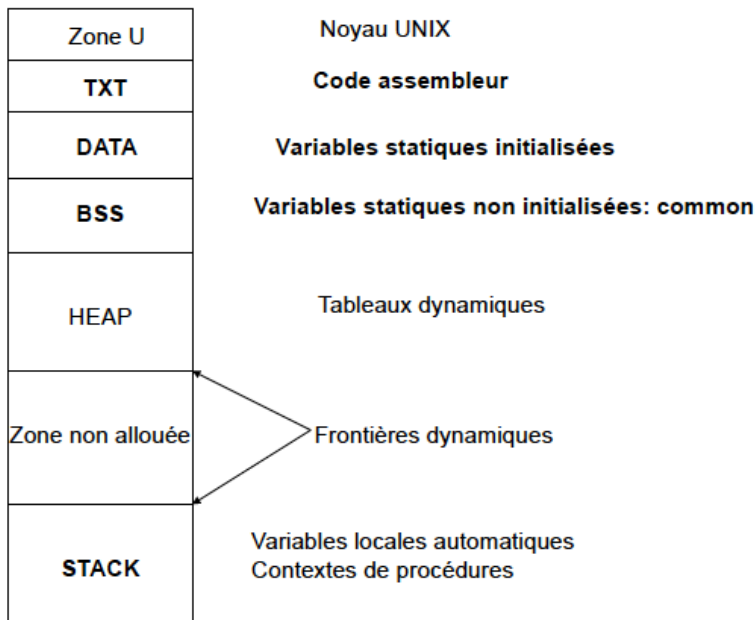 Zone U
Noyau UNIX
TXT
Code assembleur
DATA
Variables statiques initialisées
BSS
Variables statiques non initialisées: common
HEAP
Tableaux dynamiques
Zone non allouée
Frontières dynamiques
STACK
Variables locales automatiques
Contextes de procédures